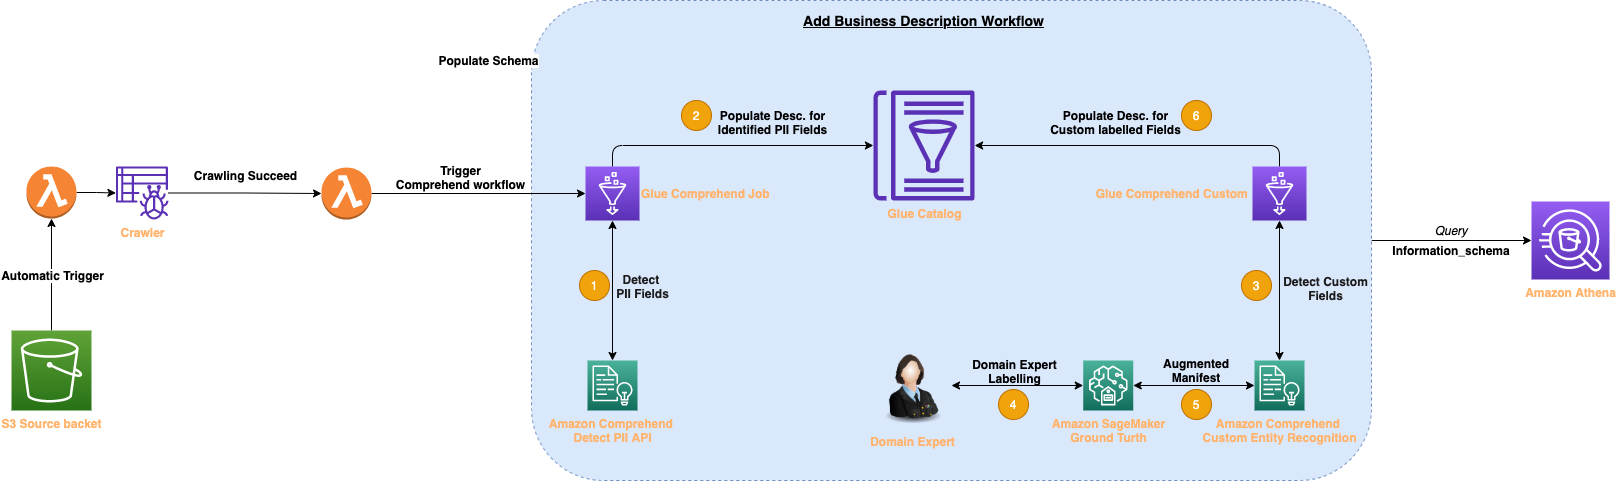 Add Business Description Workflow
Populate Schema
2
Populate Desc. for
Identified PII Fields
Populate Desc. for
Custom labelled Fields
6
Crawling Succeed
Trigger
Comprehend workflow
Glue Comprehend Job
Glue Catalog
Glue Comprehend Custom
Crawler
Query
Information_schema
Automatic Trigger
1
Detect
PII Fields
3
Detect Custom
Fields
Amazon Athena
Domain Expert
Labelling
4
Augmented
Manifest
5
S3 Source backet
Amazon Comprehend
Detect PII API
Domain Expert
Amazon SageMaker
Ground Turth
Amazon Comprehend
Custom Entity Recognition